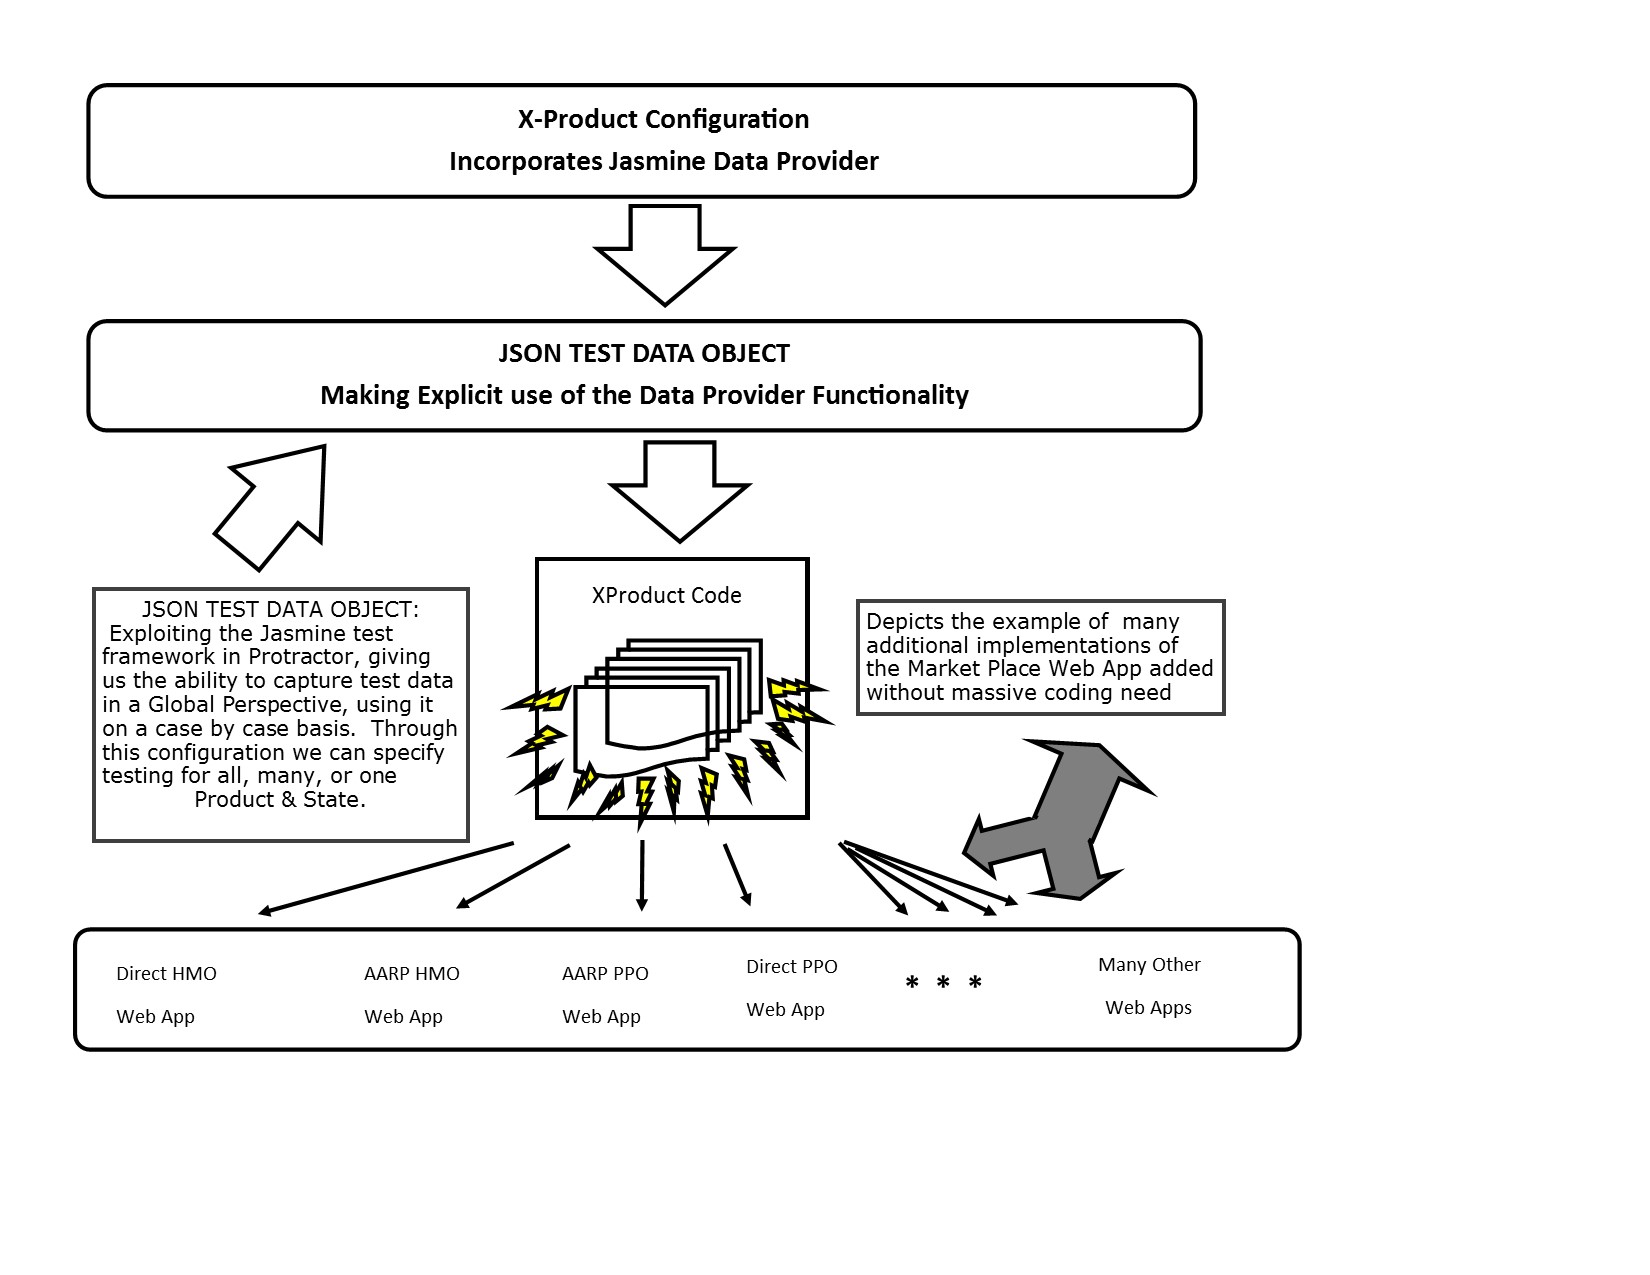 X-Product Configuration
Incorporates Jasmine Data Provider
JSON TEST DATA OBJECT
Making Explicit use of the Data Provider Functionality
JSON TEST DATA OBJECT:
Exploiting the Jasmine test
framework in Protractor, giving
us the ability to capture test data
in a Global Perspective, using it
on a case by case basis.  Through
this configuration we can specify
testing for all, many, or one
Product & State.
XProduct Code
Depicts the example of  many
additional implementations of
the Market Place Web App added
without massive coding need
Direct HMO
Web App
AARP HMO
Web App
AARP PPO
Web App
Direct PPO
Web App
* * *
Many Other
Web Apps